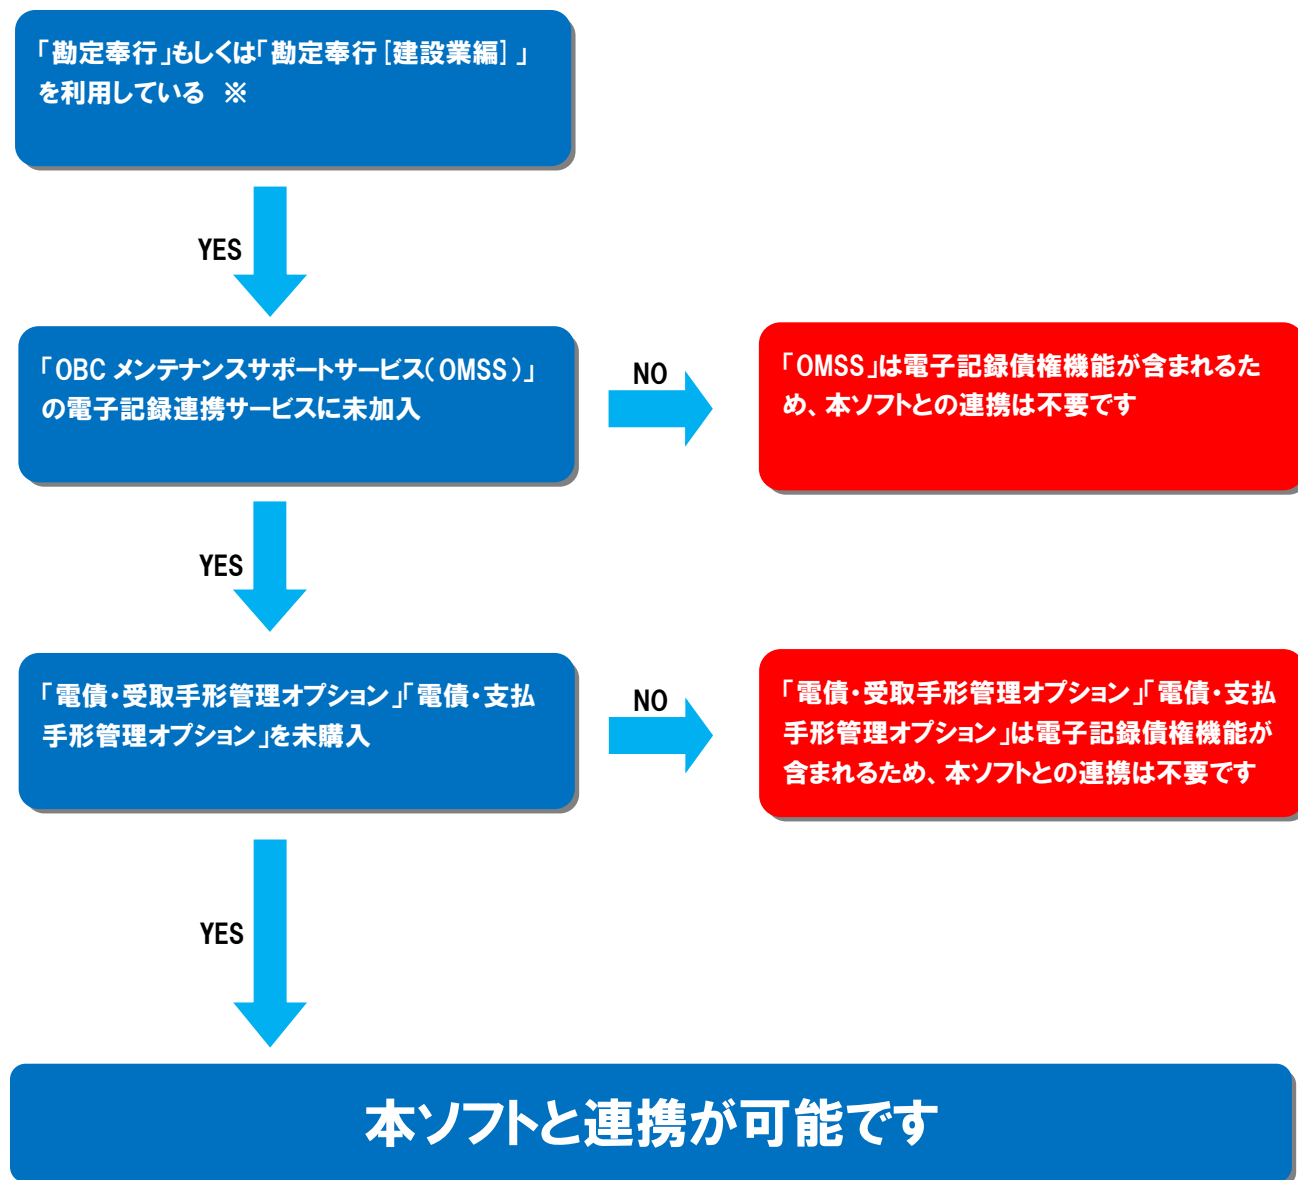 「勘定奉行」もしくは「勘定奉行［建設業編］」
を利用している　※
YES
「OBC メンテナンスサポートサービス（OMSS）」
の電子記録連携サービスに未加入
NO
「OMSS」は電子記録債権機能が含まれるた
め、本ソフトとの連携は不要です
YES
「電債・受取手形管理オプション」「電債・支払
手形管理オプション」を未購入
NO
「電債・受取手形管理オプション」「電債・支払
手形管理オプション」は電子記録債権機能が
含まれるため、本ソフトとの連携は不要です
YES
本ソフトと連携が可能です